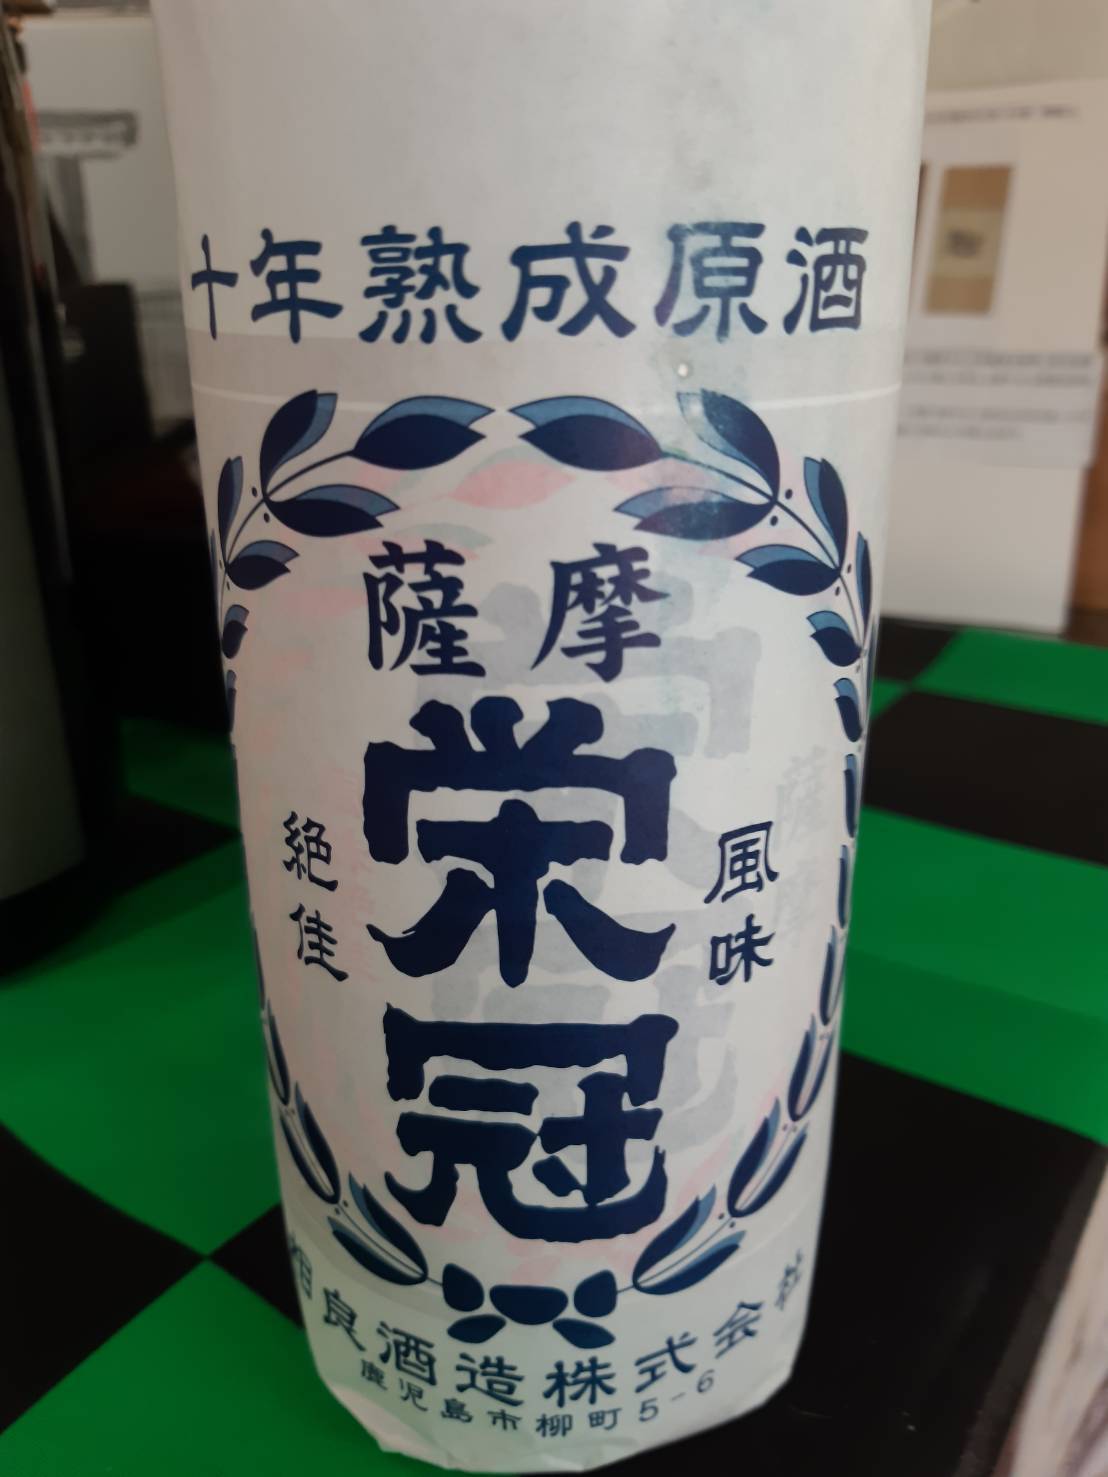 十年熟成原酒
薩摩
栄冠
風味
絶佳
相良酒造株式会社
鹿児島市柳町5-6